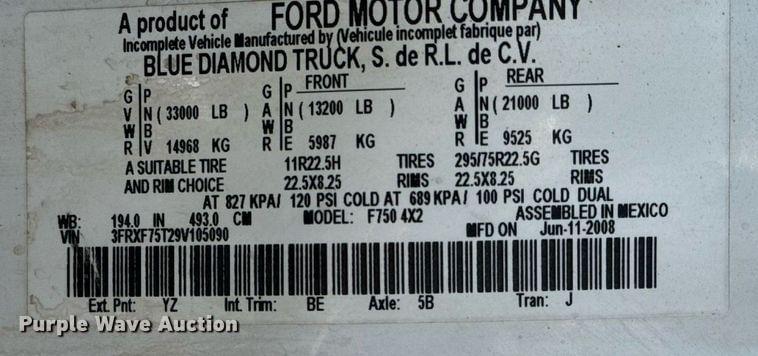 A product of FORD MOTOR COMPANY
Incomplete Vehicle Manufactured by (Vehicule incomplet fabrique par)
BLUE DIAMOND TRUCK, S. de R.L. de C.V.
G P G P FRONT G P REAR
V N ( 33000 LB ) A N ( 13200 LB ) A N ( 21000 LB )
W B W B W B
R V 14968 KG R E 5987 KG R E 9525 KG
A SUITABLE TIRE 11R22.5H TIRES 295/75R22.5G TIRES
AND RIM CHOICE 22.5X8.25 RIMS 22.5X8.25 RIMS
AT 827 KPA/ 120 PSI COLD AT 689 KPA/ 100 PSI COLD DUAL
WB: 194.0 IN 493.0 CM MODEL: F750 4X2 ASSEMBLED IN MEXICO
VIN 3FRXF75T29V105090 MFD ON Jun-11-2008
Ext. Pnt: YZ Int. Trim: BE Axle: 5B Tran: J
Purple Wave Auction